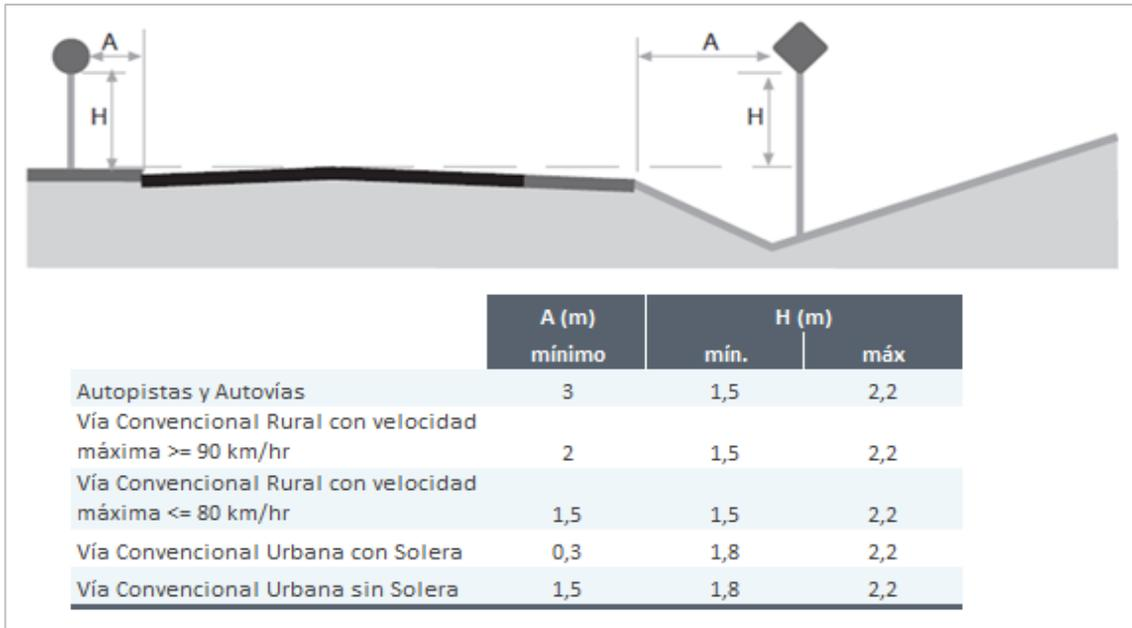 A
A
H
H
A (m) H (m)
mínimo mín. máx
Autopistas y Autovías 3 1,5 2,2
Vía Convencional Rural con velocidad
máxima >= 90 km/hr 2 1,5 2,2
Vía Convencional Rural con velocidad
máxima <= 80 km/hr 1,5 1,5 2,2
Vía Convencional Urbana con Solera 0,3 1,8 2,2
Vía Convencional Urbana sin Solera 1,5 1,8 2,2